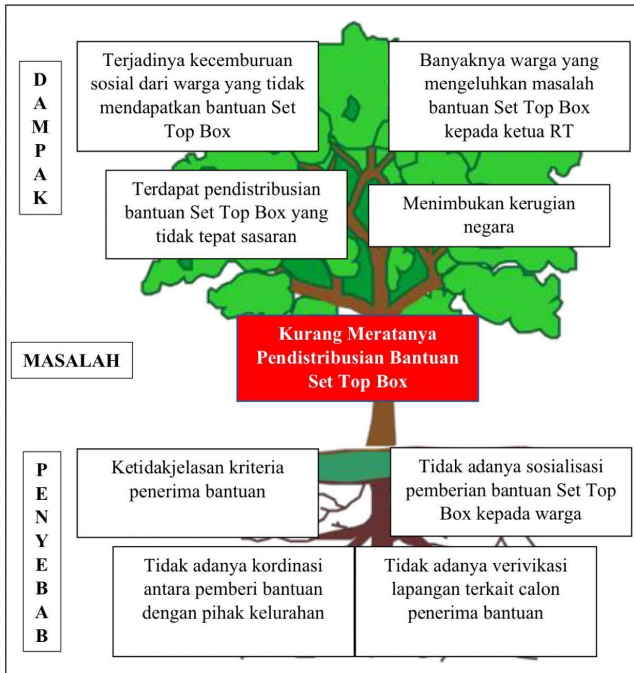 DAMPAK
Terjadinya kecemburuan
sosial dari warga yang tidak
mendapatkan bantuan Set
Top Box
Banyaknya warga yang
mengeluhkan masalah
bantuan Set Top Box
kepada ketua RT
Terdapat pendistribusian
bantuan Set Top Box yang
tidak tepat sasaran
Menimbukan kerugian
negara
MASALAH
Kurang Meratanya
Pendistribusian Bantuan
Set Top Box
PENYEBAB
Ketidakjelasan kriteria
penerima bantuan
Tidak adanya sosialisasi
pemberian bantuan Set Top
Box kepada warga
Tidak adanya kordinasi
antara pemberi bantuan
dengan pihak kelurahan
Tidak adanya verivikasi
lapangan terkait calon
penerima bantuan